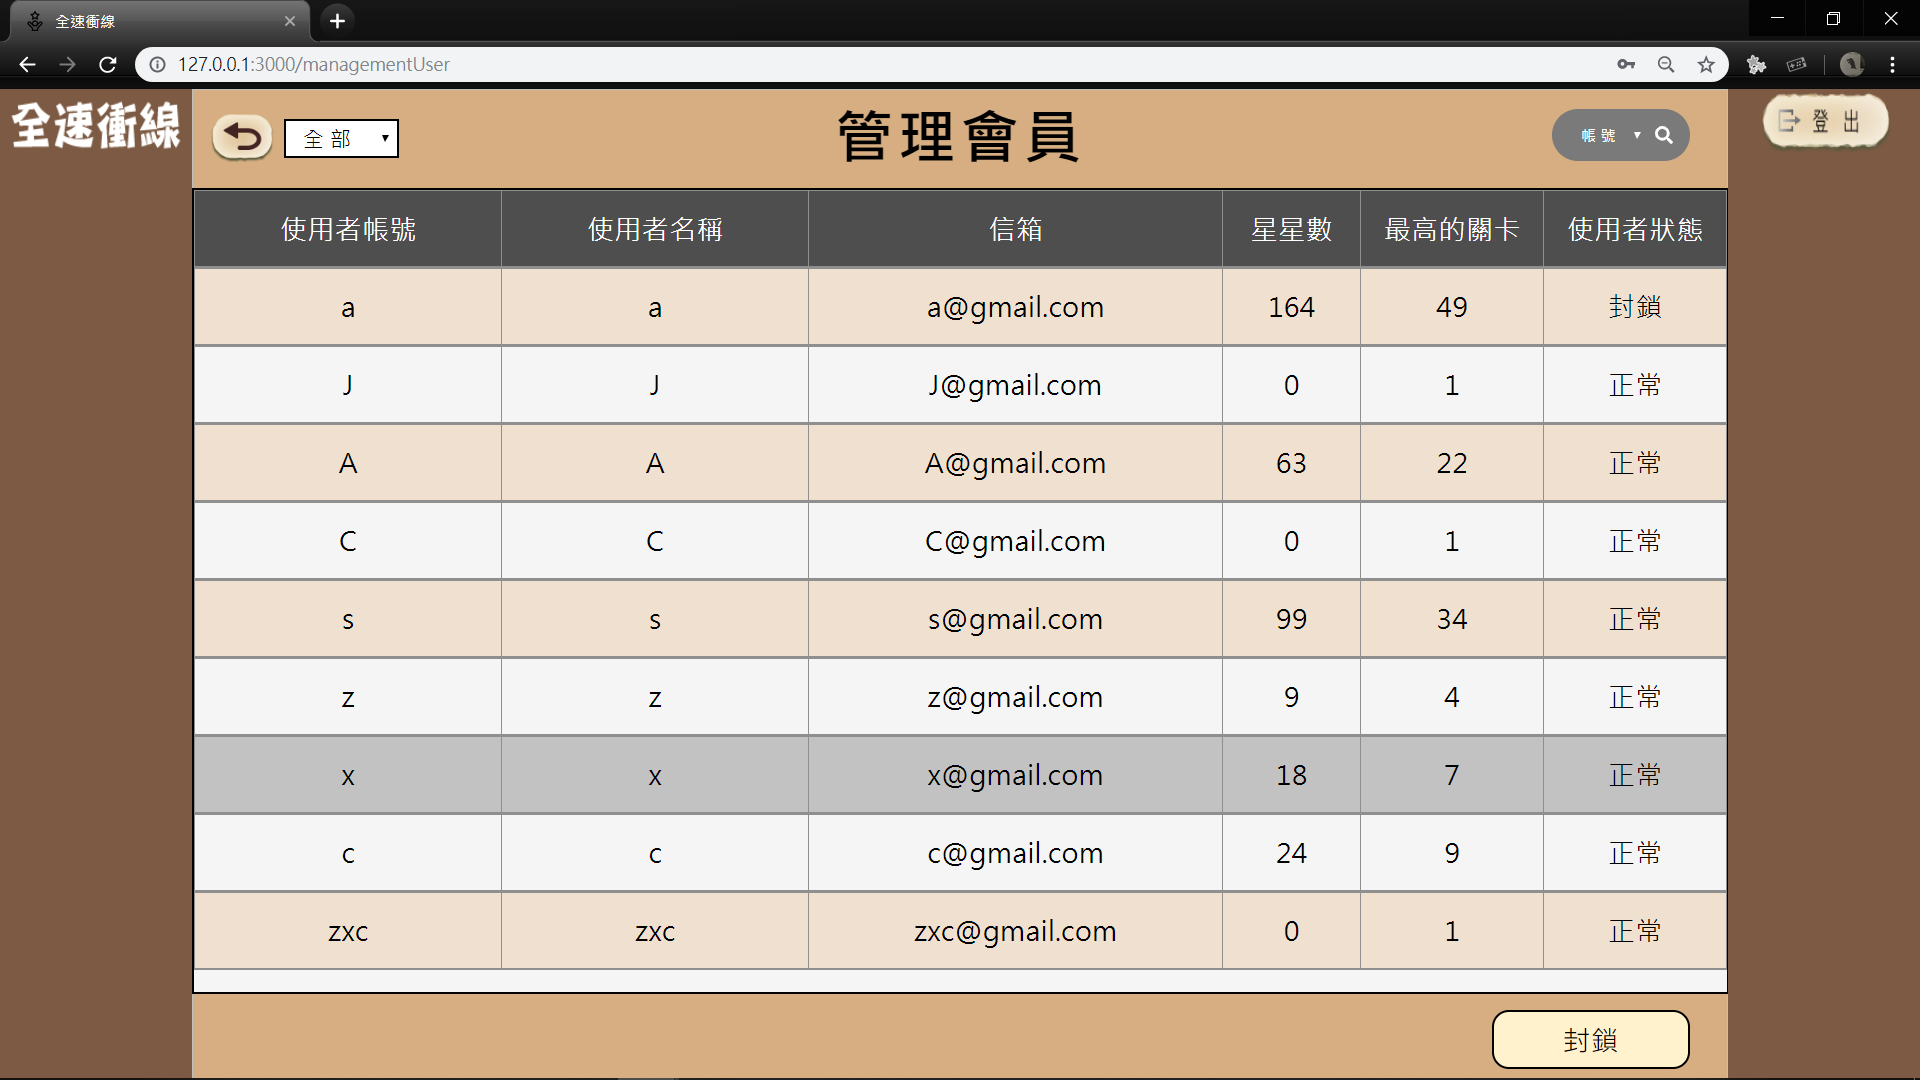 全速衝線
127.0.0.1:3000/managementUser
全速衝線
全部
管理會員
帳號
登出
使用者帳號 使用者名稱 信箱 星星數 最高的關卡 使用者狀態
a a a@gmail.com 164 49 封鎖
J J J@gmail.com 0 1 正常
A A A@gmail.com 63 22 正常
C C C@gmail.com 0 1 正常
s s s@gmail.com 99 34 正常
z z z@gmail.com 9 4 正常
x x x@gmail.com 18 7 正常
c c c@gmail.com 24 9 正常
zxc zxc zxc@gmail.com 0 1 正常
封鎖